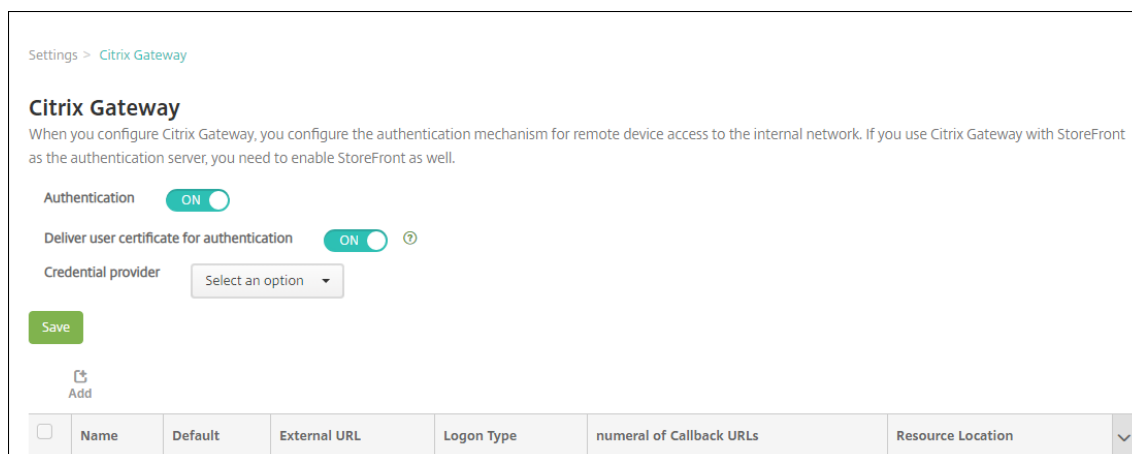 Settings > Citrix Gateway
Citrix Gateway
When you configure Citrix Gateway, you configure the authentication mechanism for remote device access to the internal network. If you use Citrix Gateway with StoreFront
as the authentication server, you need to enable StoreFront as well.
Authentication ON
Deliver user certificate for authentication ON ?
Credential provider Select an option
Save
Add
Name Default External URL Logon Type numeral of Callback URLs Resource Location